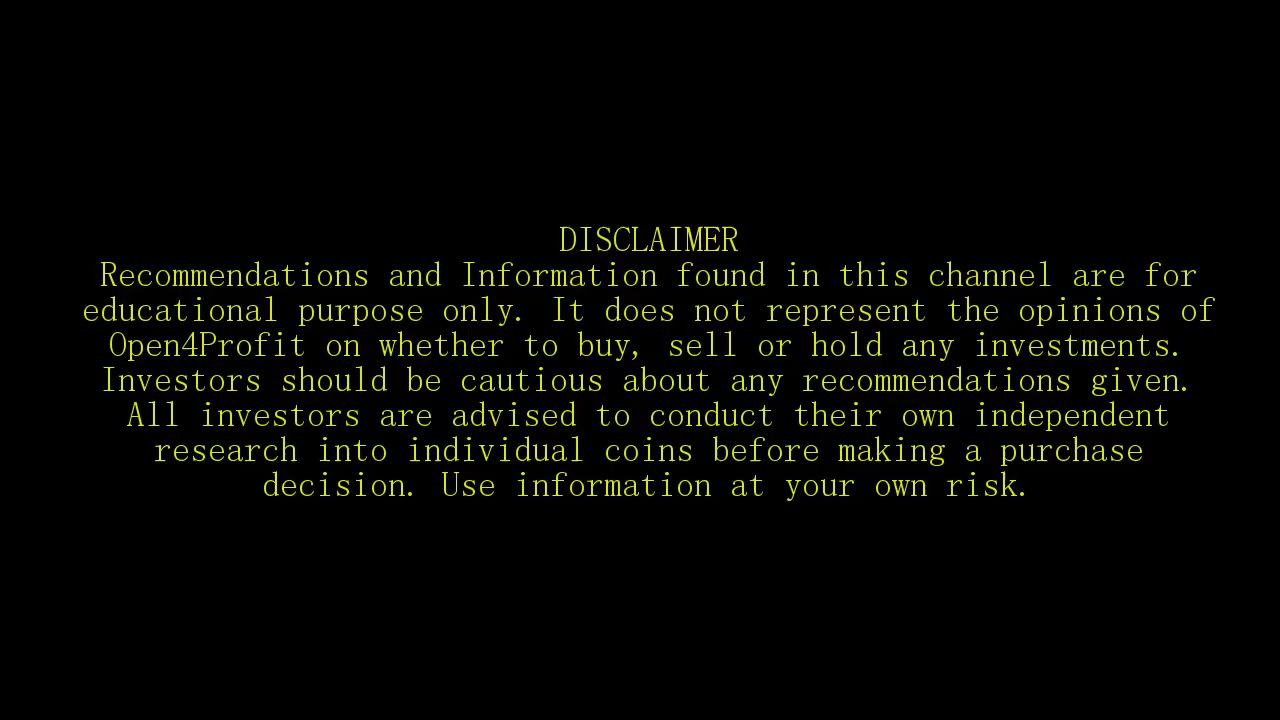 DISCLAIMER
Recommendations and Information found in this channel are for
educational purpose only. It does not represent the opinions of
Open4Profit on whether to buy, sell or hold any investments.
Investors should be cautious about any recommendations given.
All investors are advised to conduct their own independent
research into individual coins before making a purchase
decision. Use information at your own risk.